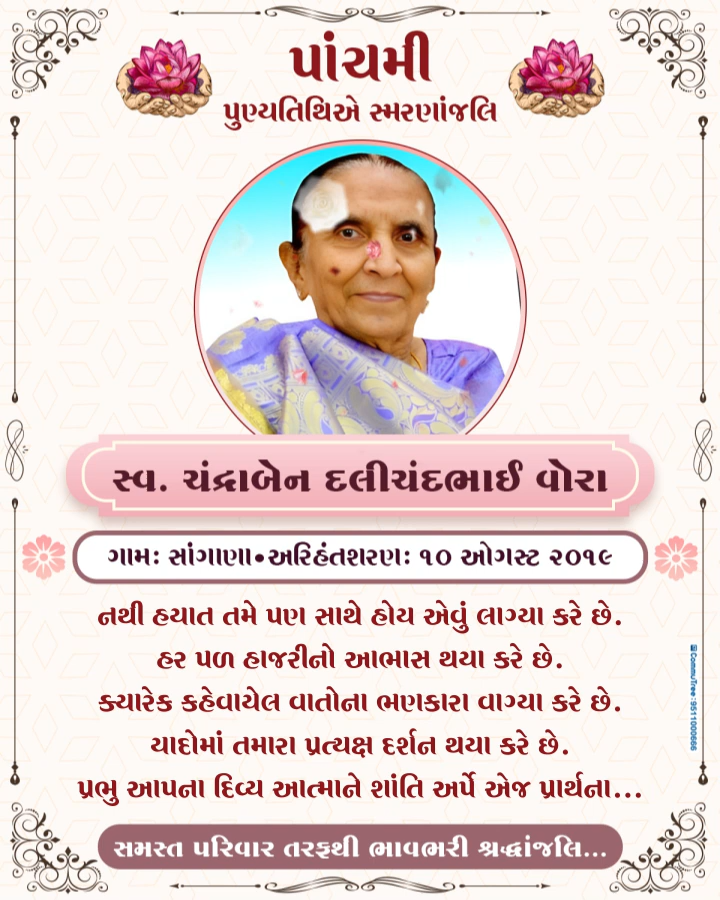 પાંચમી
પુણ્યતિથિએ સ્મરણાંજલિ
સ્વ. ચંદ્રાબેન દલીચંદભાઈ વોરા
ગામઃ સાંગાણા•અરિહંતશરણઃ ૧૦ ઓગસ્ટ ૨૦૧૯
નથી હયાત તમે પણ સાથે હોય એવું લાગ્યા કરે છે.
હર પળ હાજરીનો આભાસ થયા કરે છે.
ક્યારેક કહેવાયેલ વાતોના ભણકારા વાગ્યા કરે છે.
યાદોમાં તમારા પ્રત્યક્ષ દર્શન થયા કરે છે.
પ્રભુ આપના દિવ્ય આત્માને શાંતિ અર્પે એજ પ્રાર્થના...
સમસ્ત પરિવાર તરફથી ભાવભરી શ્રદ્ધાંજલિ...
CommuTree: 9511000666